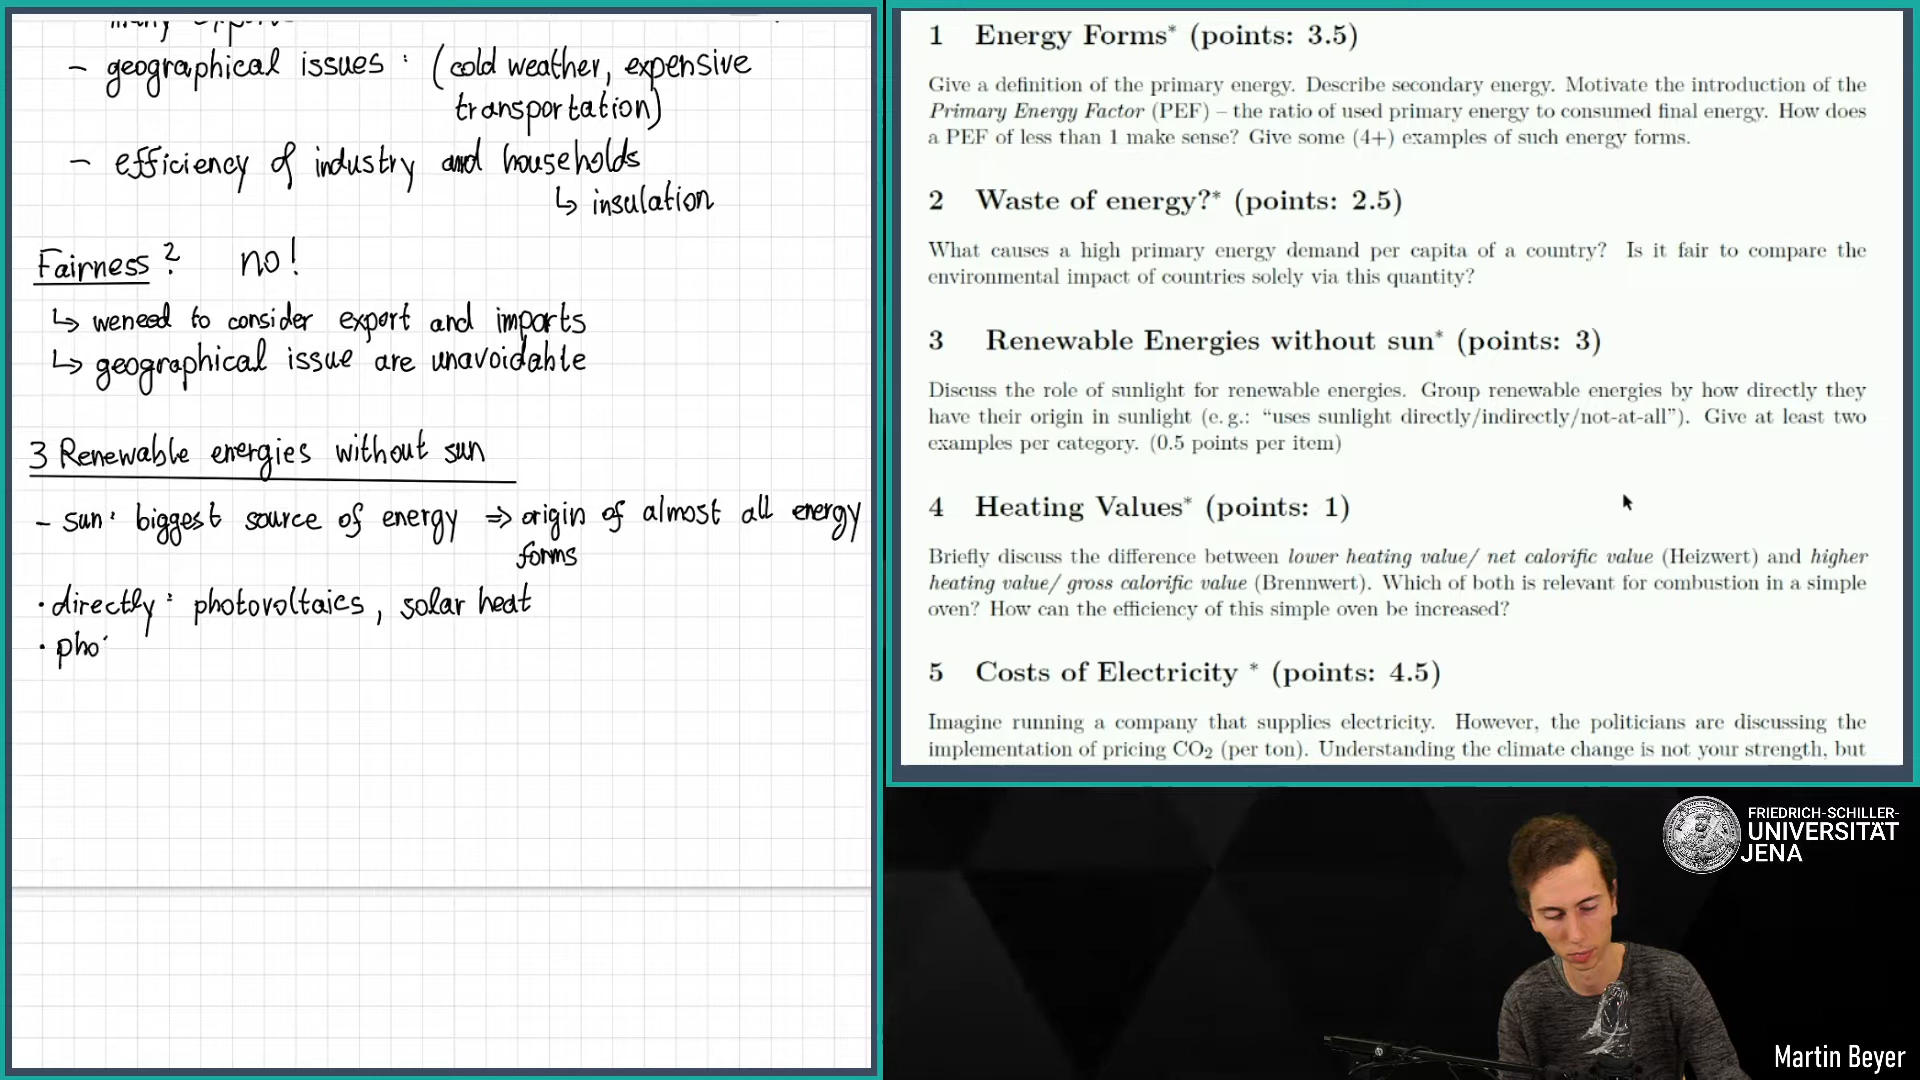 - geographical issues : (cold weather, expensive
transportation)
- efficiency of industry and households
↳ insulation
Fairness ? no!
↳ weneed to consider export and imports
↳ geographical issue are unavoidable
3 Renewable energies without sun
- sun: biggest source of energy ⇒ origin of almost all energy
forms
• directly: photovoltaics, solar heat
• pho
1 Energy Forms* (points: 3.5)
Give a definition of the primary energy. Describe secondary energy. Motivate the introduction of the
Primary Energy Factor (PEF) – the ratio of used primary energy to consumed final energy. How does
a PEF of less than 1 make sense? Give some (4+) examples of such energy forms.
2 Waste of energy?* (points: 2.5)
What causes a high primary energy demand per capita of a country? Is it fair to compare the
environmental impact of countries solely via this quantity?
3 Renewable Energies without sun* (points: 3)
Discuss the role of sunlight for renewable energies. Group renewable energies by how directly they
have their origin in sunlight (e. g.: “uses sunlight directly/indirectly/not-at-all”). Give at least two
examples per category. (0.5 points per item)
4 Heating Values* (points: 1)
Briefly discuss the difference between lower heating value/ net calorific value (Heizwert) and higher
heating value/ gross calorific value (Brennwert). Which of both is relevant for combustion in a simple
oven? How can the efficiency of this simple oven be increased?
5 Costs of Electricity * (points: 4.5)
Imagine running a company that supplies electricity. However, the politicians are discussing the
implementation of pricing CO₂ (per ton). Understanding the climate change is not your strength, but
FRIEDRICH-SCHILLER-
UNIVERSITÄT
JENA
Martin Beyer